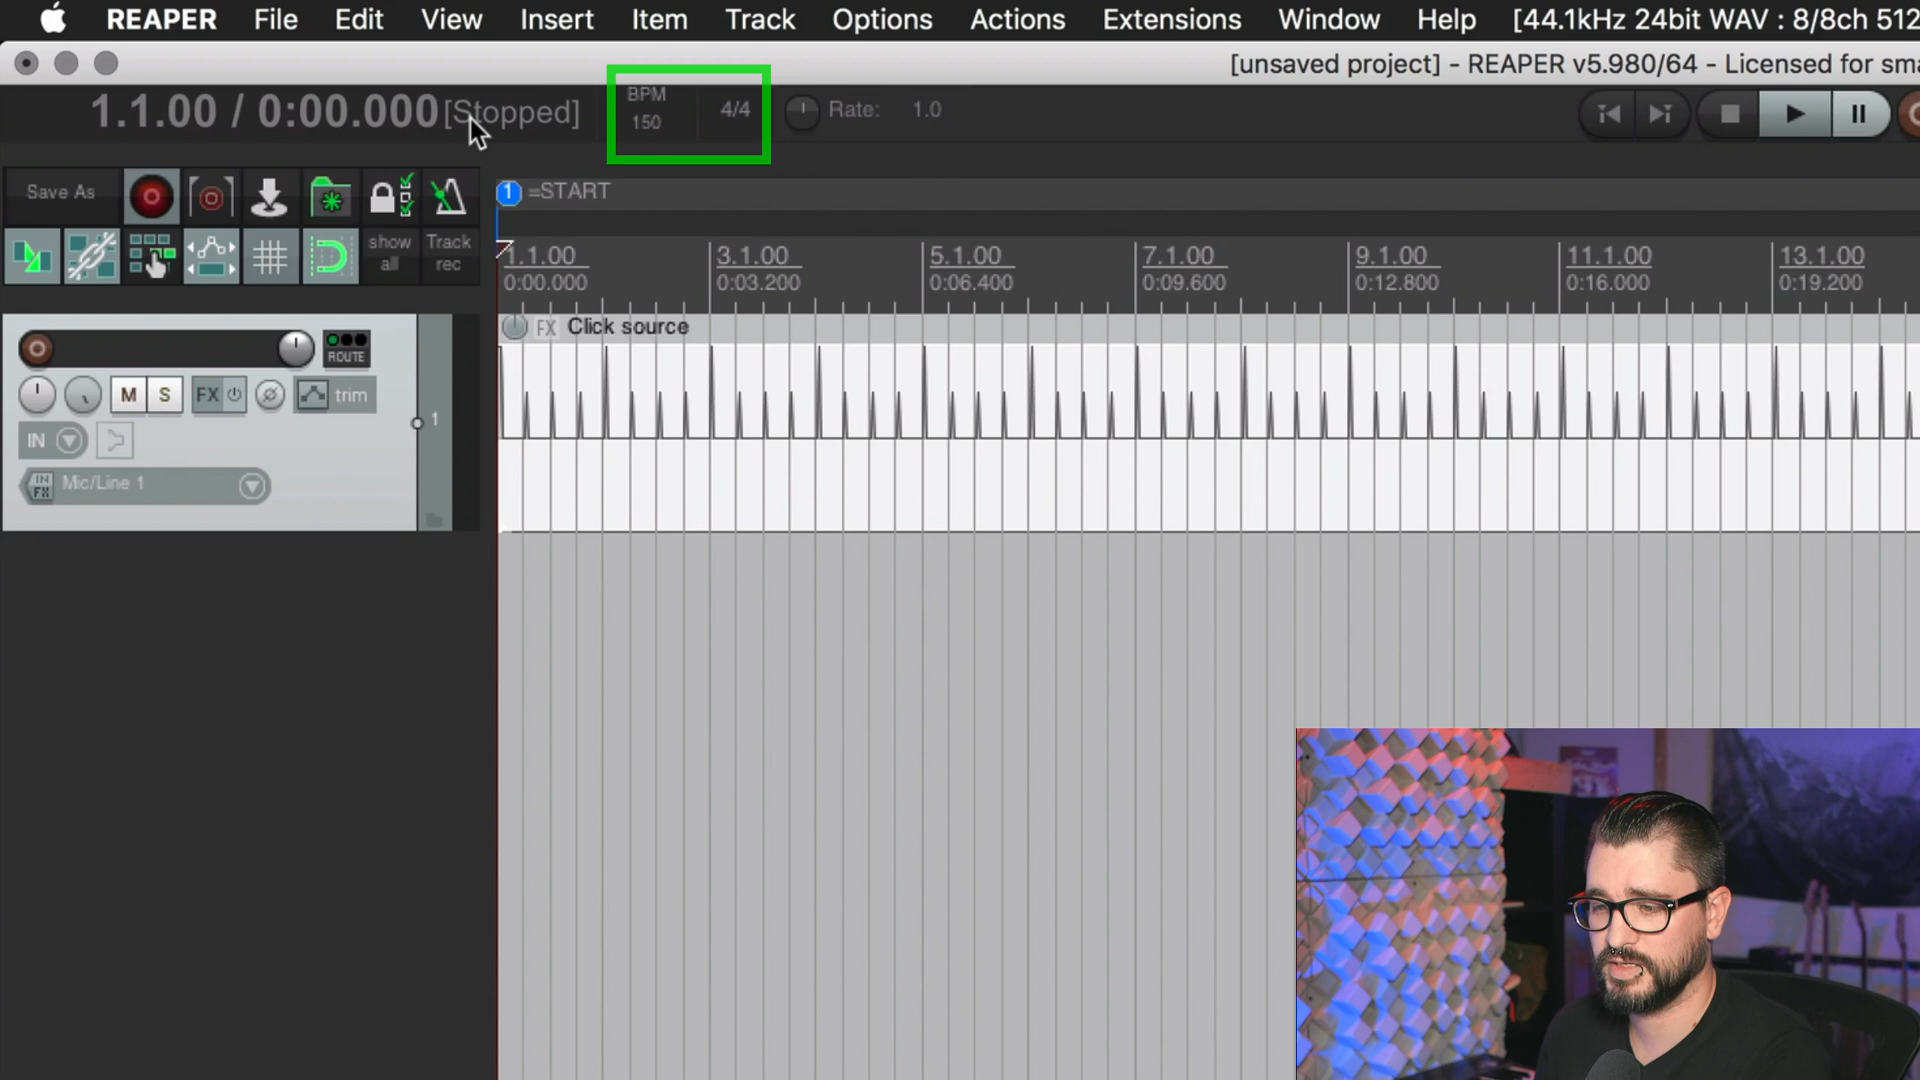 REAPER File Edit View Insert Item Track Options Actions Extensions Window Help [44.1kHz 24bit WAV : 8/8ch 512
[unsaved project] - REAPER v5.980/64 - Licensed for sma
1.1.00 / 0:00.000 [Stopped] BPM 150 4/4 Rate: 1.0
Save As
1 =START
show all Track rec
1.1.00 3.1.00 5.1.00 7.1.00 9.1.00 11.1.00 13.1.00
0:00.000 0:03.200 0:06.400 0:09.600 0:12.800 0:16.000 0:19.200
FX Click source
ROUTE
M S FX trim
1
IN
IN FX Mic/Line 1